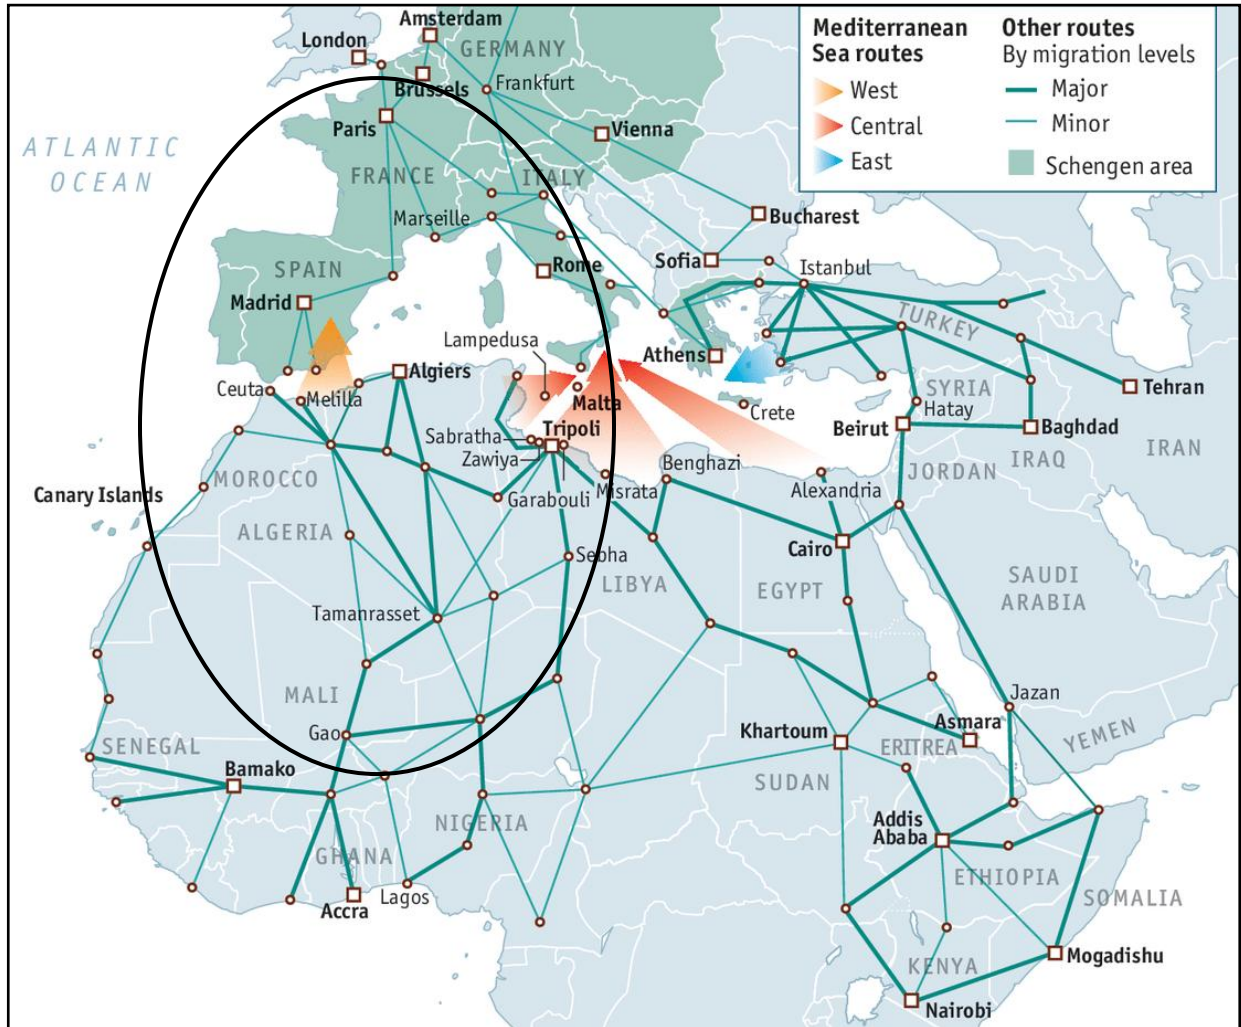 Amsterdam
London
GERMANY
Brussels
Frankfurt
Paris
Vienna
ATLANTIC
OCEAN
FRANCE
ITALY
Marseille
Bucharest
SPAIN
Rome
Sofia
Istanbul
Madrid
TURKEY
Lampedusa
Athens
Ceuta
Algiers
Melilla
Malta
Crete
SYRIA
Hatay
Tehran
Sabratha
Tripoli
Beirut
Baghdad
Zawiya
Benghazi
IRAQ
IRAN
MOROCCO
JORDAN
Canary Islands
Garabouli
Misrata
Alexandria
ALGERIA
Cairo
Sebha
LIBYA
EGYPT
SAUDI
ARABIA
Tamanrasset
MALI
Jazan
Gao
Khartoum
Asmara
YEMEN
SENEGAL
ERITREA
Bamako
SUDAN
NIGERIA
Addis
Ababa
GHANA
ETHIOPIA
Accra
Lagos
SOMALIA
KENYA
Mogadishu
Nairobi
Mediterranean
Sea routes
West
Central
East
Other routes
By migration levels
Major
Minor
Schengen area